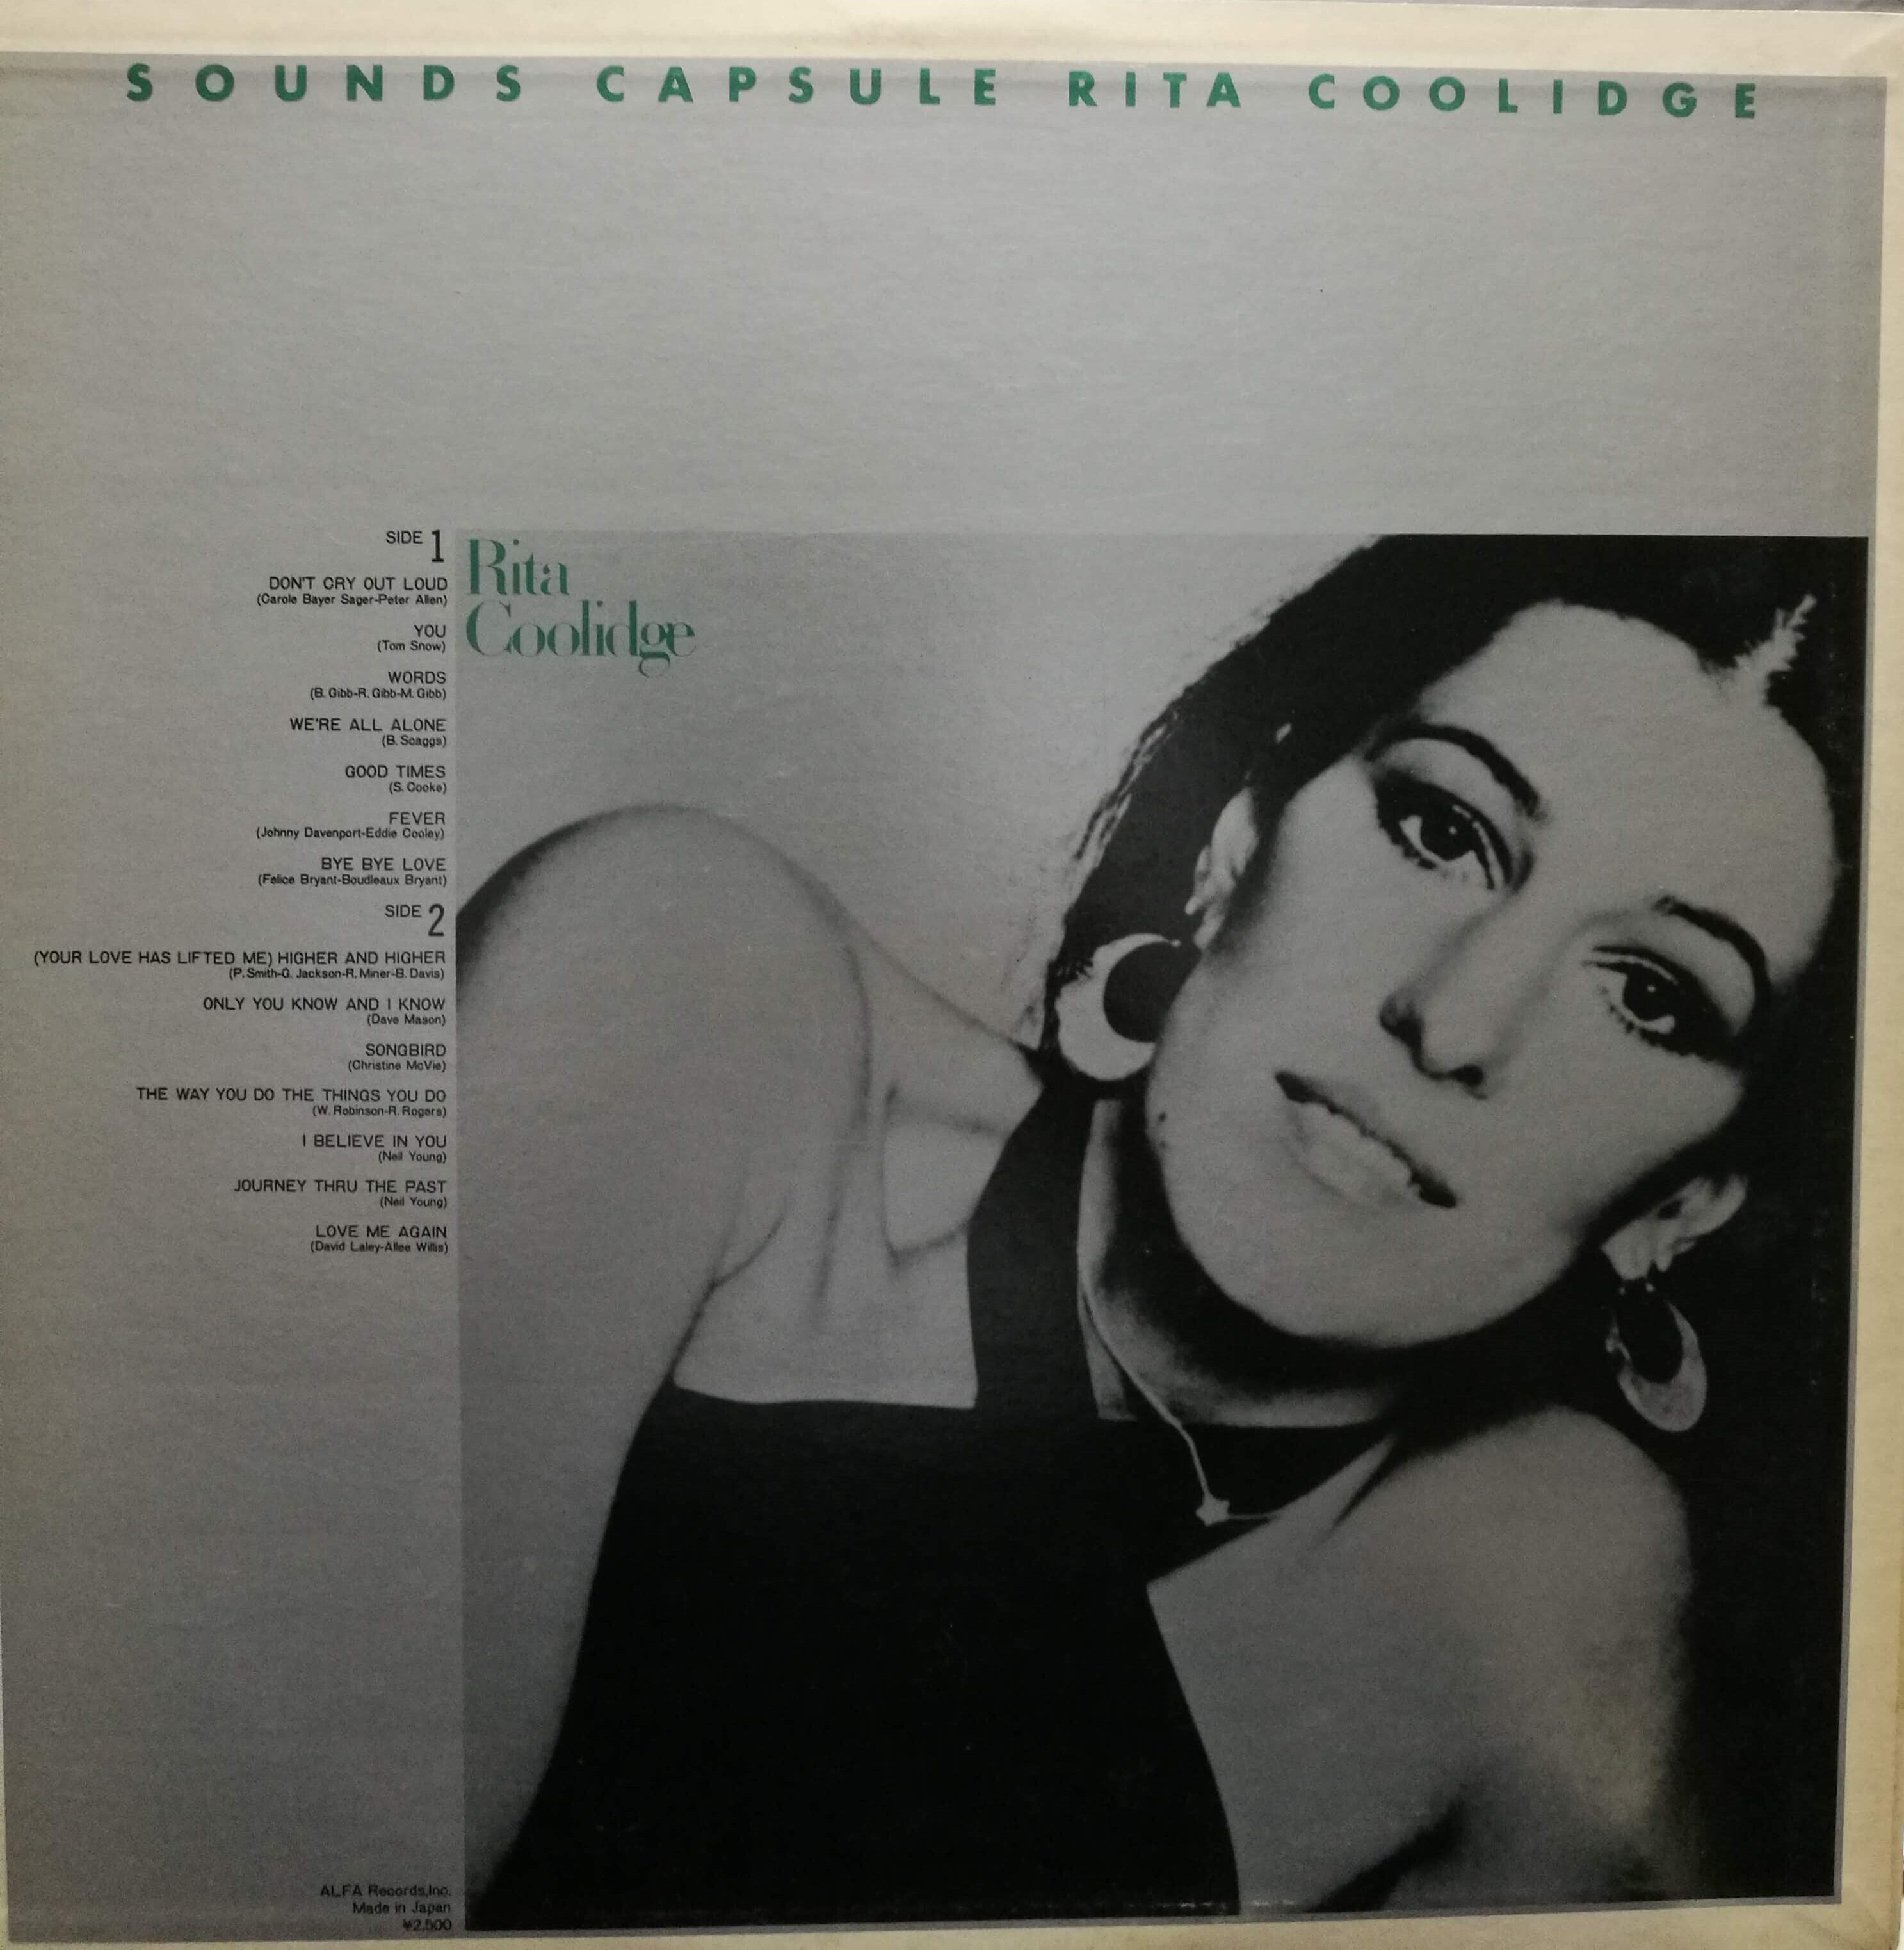 SOUNDS CAPSULE RITA COOLIDGE
SIDE 1
DON'T CRY OUT LOUD
(Carole Bayer Sager-Peter Allen)
YOU
(Tom Snow)
WORDS
(B. Gibb-R. Gibb-M. Gibb)
WE'RE ALL ALONE
(B. Scaggs)
GOOD TIMES
(S. Cooke)
FEVER
(Johnny Davenport-Eddie Cooley)
BYE BYE LOVE
(Felice Bryant-Boudleaux Bryant)
SIDE 2
(YOUR LOVE HAS LIFTED ME) HIGHER AND HIGHER
(P. Smith-G. Jackson-R. Miner-B. Davis)
ONLY YOU KNOW AND I KNOW
(Dave Mason)
SONGBIRD
(Christine McVie)
THE WAY YOU DO THE THINGS YOU DO
(W. Robinson-R. Rogers)
I BELIEVE IN YOU
(Neil Young)
JOURNEY THRU THE PAST
(Neil Young)
LOVE ME AGAIN
(David Laley-Allee Willis)
Rita
Coolidge
ALFA Records,Inc.
Made in Japan
¥2,500